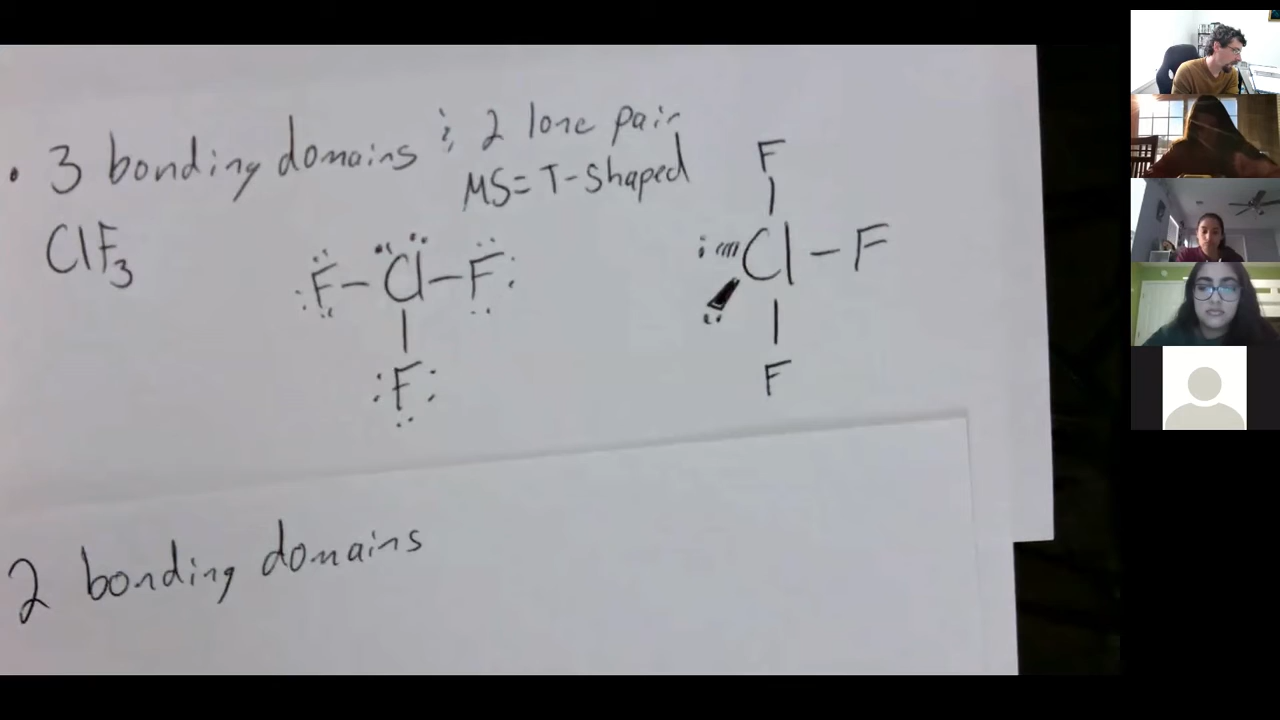 • 3 bonding domains & 2 lone pair
MS= T-Shaped
ClF3
F
F – Cl – F
F
Cl – F
F
2 bonding domains